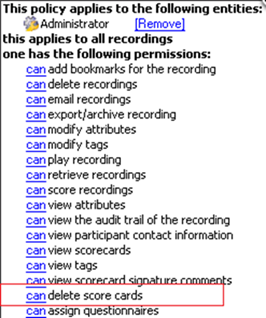 This policy applies to the following entities:
Administrator [Remove]
this applies to all recordings
one has the following permissions:
can add bookmarks for the recording
can delete recordings
can email recordings
can export/archive recording
can modify attributes
can modify tags
can play recording
can retrieve recordings
can score recordings
can view attributes
can view the audit trail of the recording
can view participant contact information
can view scorecards
can view tags
can view scorecard signature comments
can delete score cards
can assign questionnaires